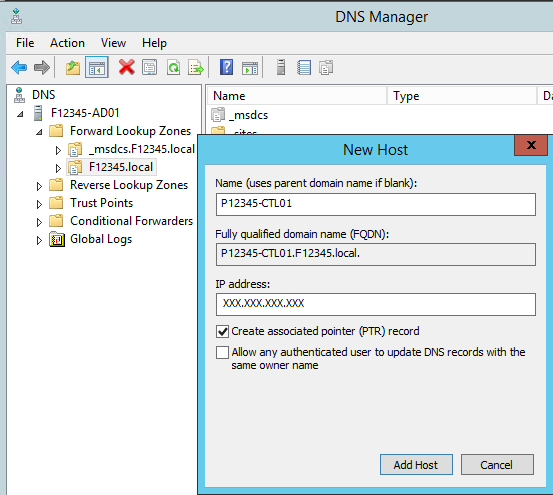 DNS Manager
File Action View Help
DNS
F12345-AD01
Forward Lookup Zones
_msdcs.F12345.local
F12345.local
Reverse Lookup Zones
Trust Points
Conditional Forwarders
Global Logs
Name Type Da
_msdcs
_sites
New Host
x
Name (uses parent domain name if blank):
P12345-CTL01
Fully qualified domain name (FQDN):
P12345-CTL01.F12345.local.
IP address:
XXX.XXX.XXX.XXX
Create associated pointer (PTR) record
Allow any authenticated user to update DNS records with the
same owner name
Add Host Cancel